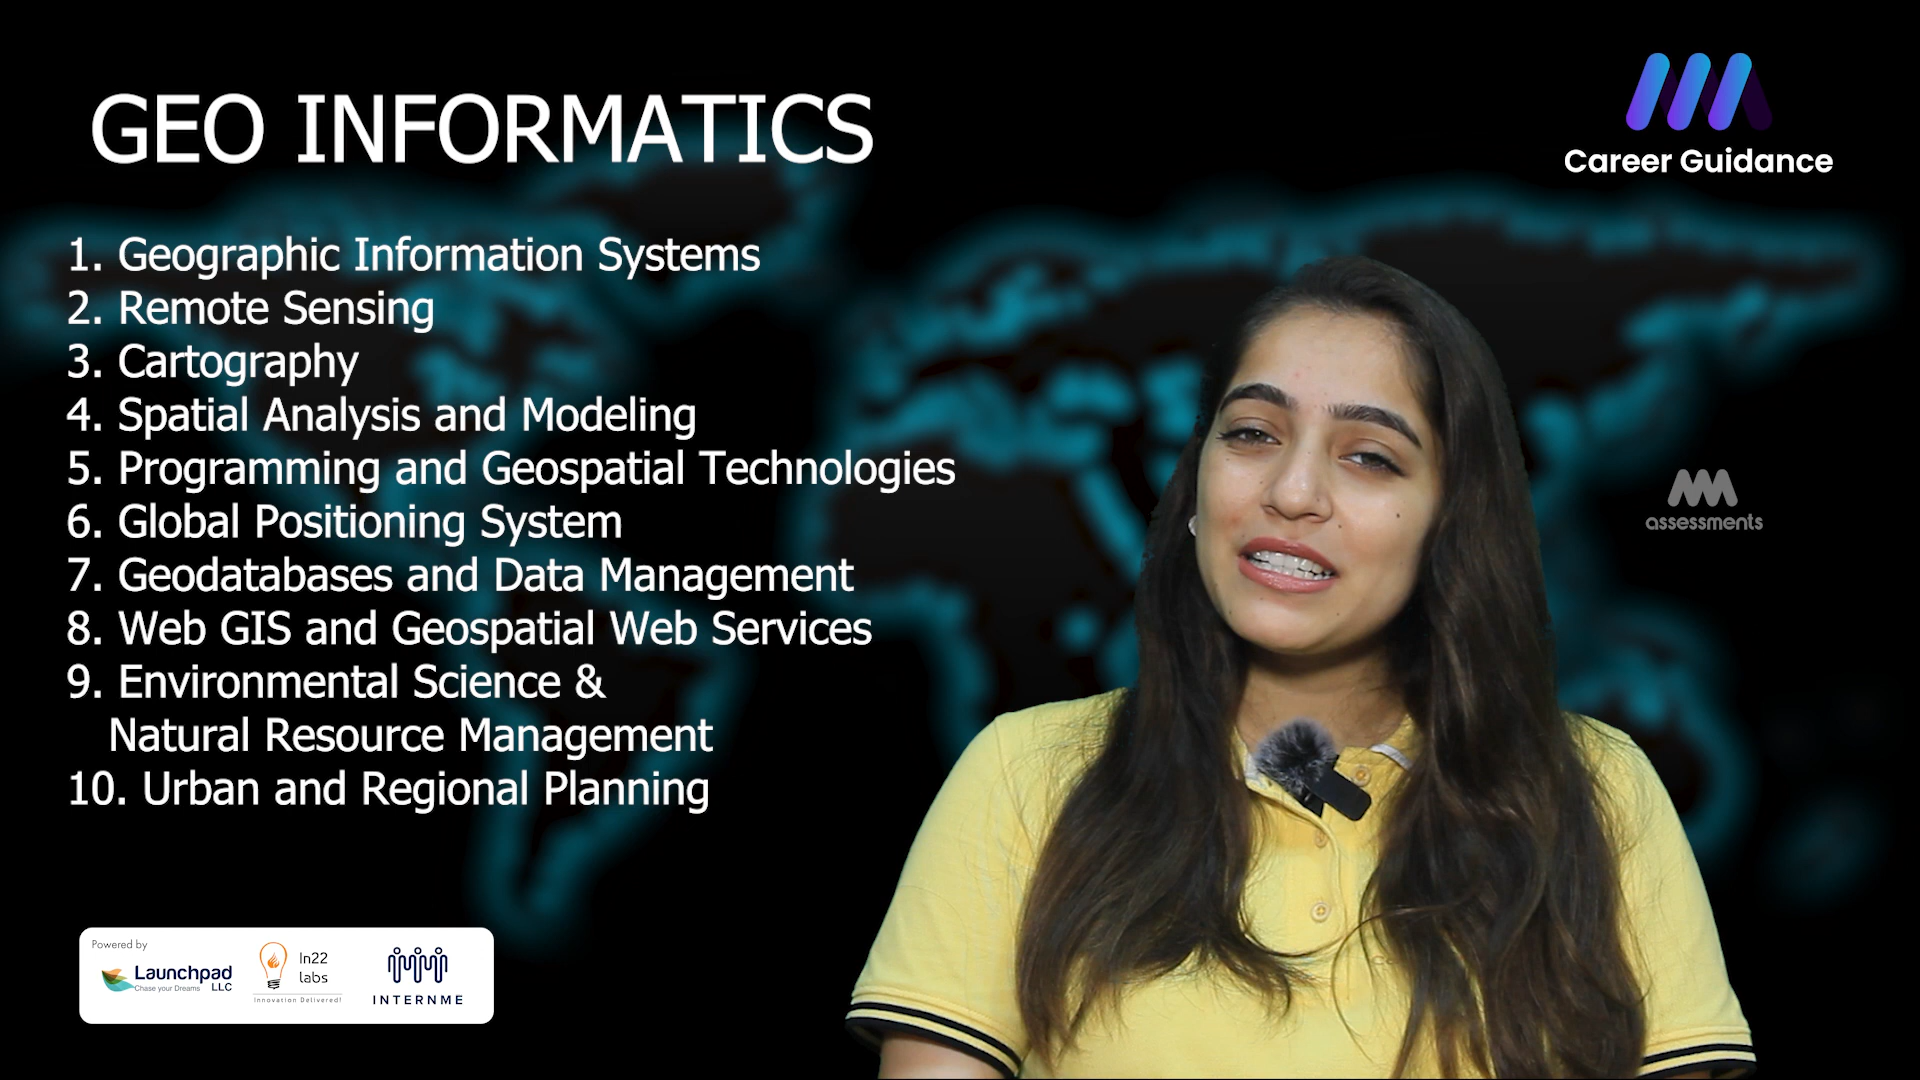 GEO INFORMATICS
Career Guidance
1. Geographic Information Systems
2. Remote Sensing
3. Cartography
4. Spatial Analysis and Modeling
5. Programming and Geospatial Technologies
6. Global Positioning System
7. Geodatabases and Data Management
8. Web GIS and Geospatial Web Services
9. Environmental Science &
Natural Resource Management
10. Urban and Regional Planning
assessments
Powered by
Launchpad
Chase your Dreams LLC
In22
labs
Innovation Delivered!
INTERNME